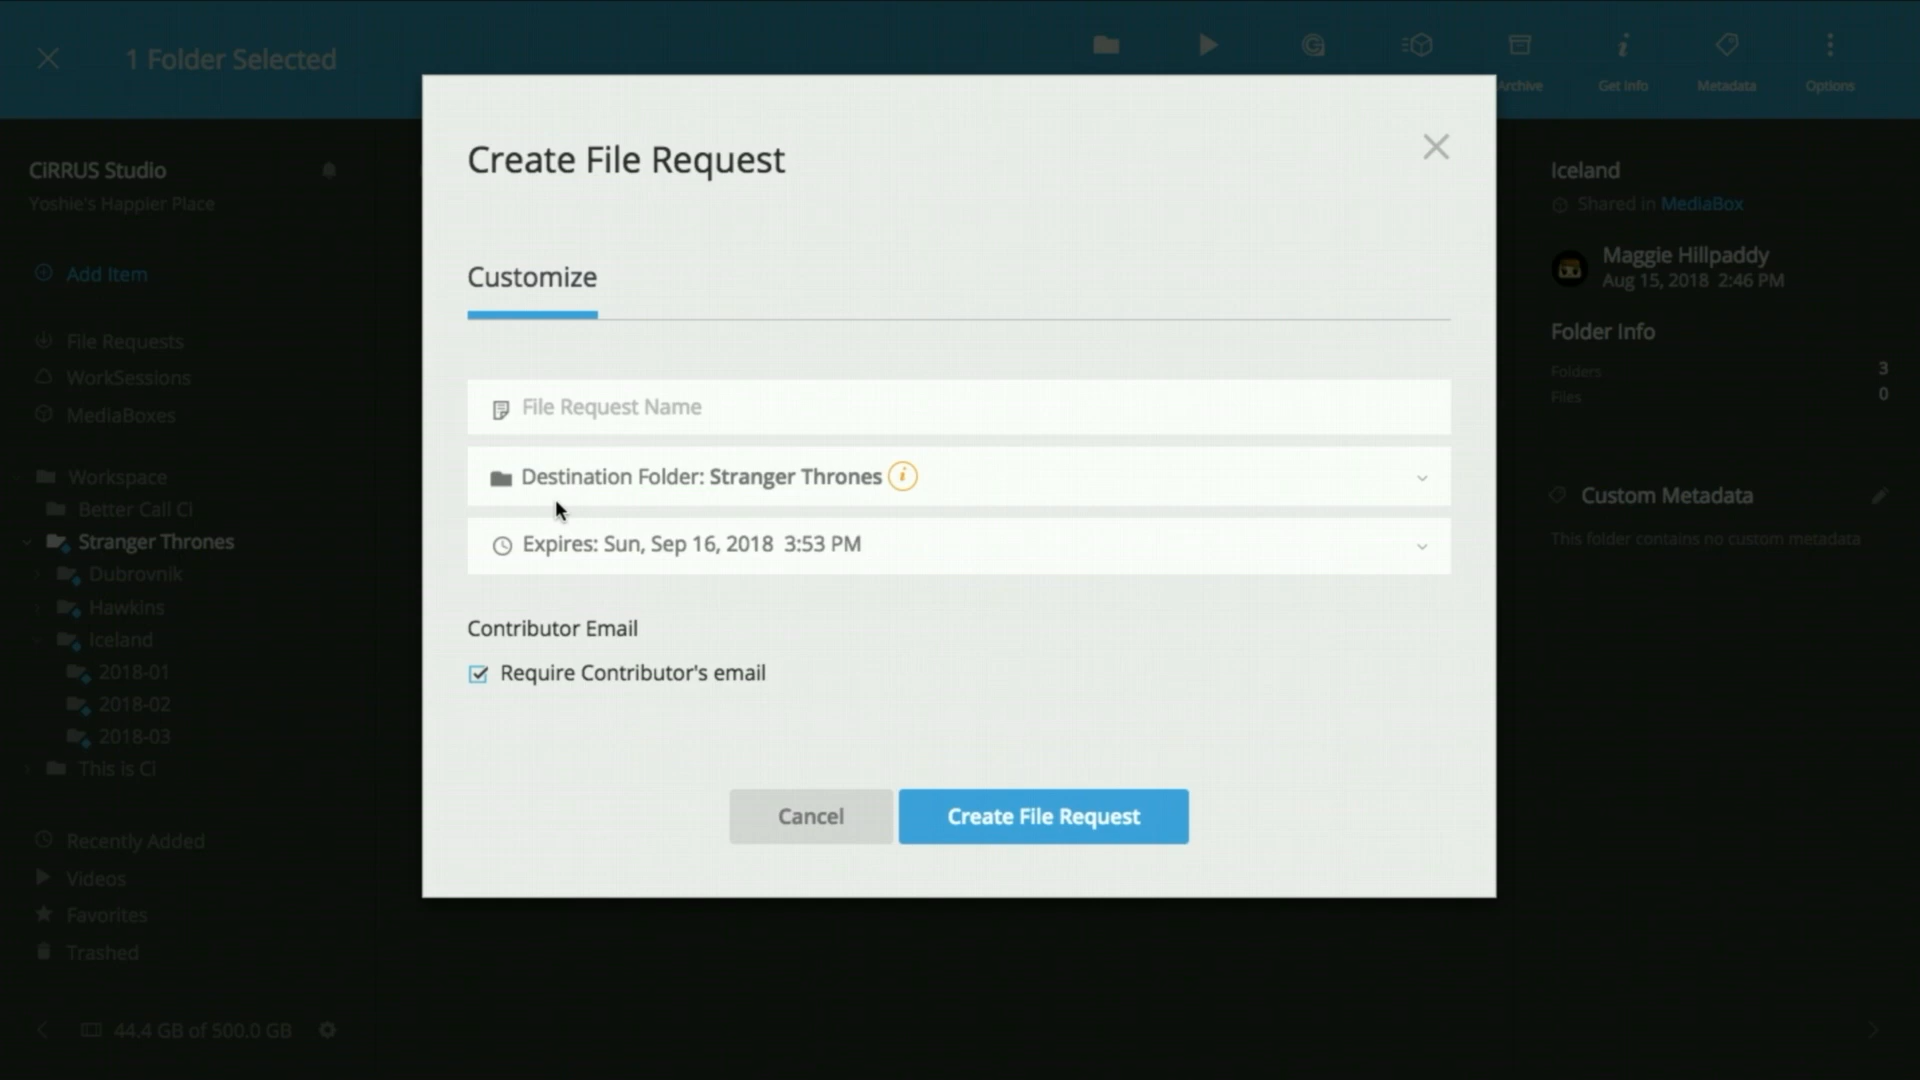 1 Folder Selected
Archive
Get Info
Metadata
Options
CiRRUS Studio
Yoshie's Happier Place
Add Item
File Requests
WorkSessions
MediaBoxes
Workspace
Better Call Ci
Stranger Thrones
Dubrovnik
Hawkins
Iceland
2018-01
2018-02
2018-03
This is Ci
Recently Added
Videos
Favorites
Trashed
44.4 GB of 500.0 GB
Create File Request
Customize
File Request Name
Destination Folder: Stranger Thrones i
Expires: Sun, Sep 16, 2018 3:53 PM
Contributor Email
Require Contributor's email
Cancel
Create File Request
Iceland
Shared in MediaBox
Maggie Hillpaddy
Aug 15, 2018 2:46 PM
Folder Info
Folders 3
Files 0
Custom Metadata
This folder contains no custom metadata